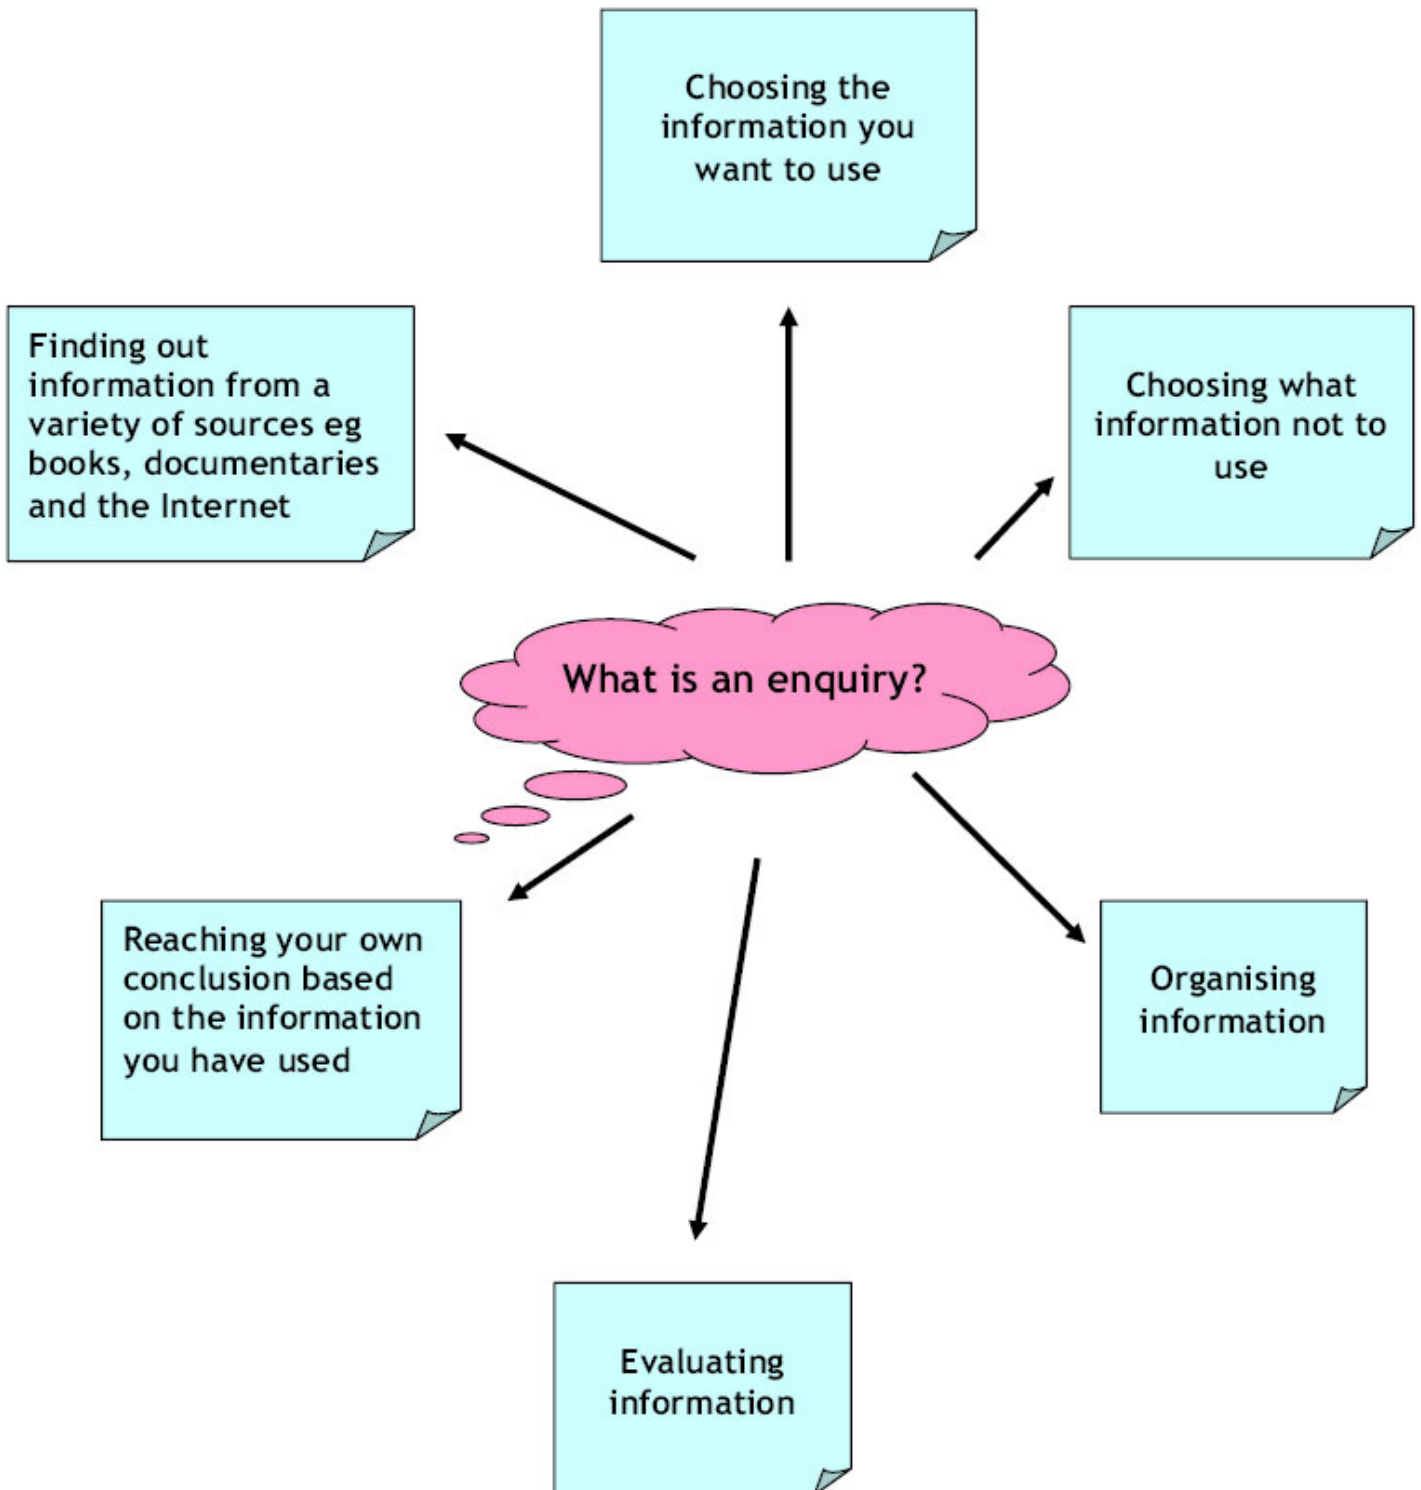 Choosing the
information you
want to use
Finding out
information from a
variety of sources eg
books, documentaries
and the Internet
Choosing what
information not to
use
What is an enquiry?
Reaching your own
conclusion based
on the information
you have used
Organising
information
Evaluating
information